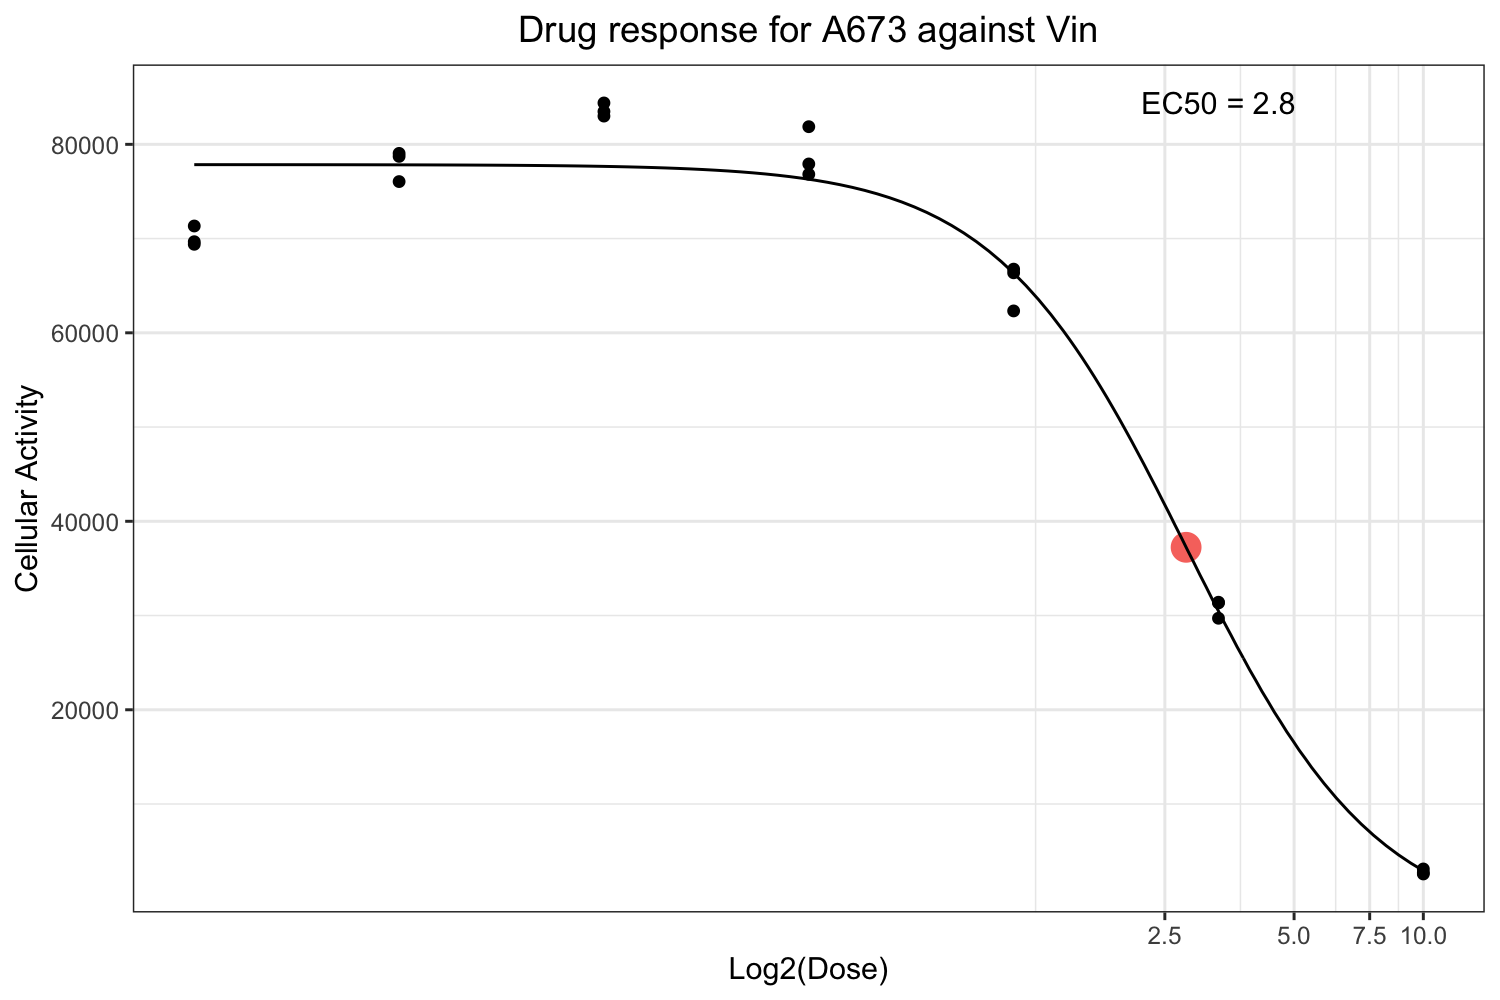 Drug response for A673 against Vin
EC50 = 2.8
Cellular Activity
80000
60000
40000
20000
2.5 5.0 7.5 10.0
Log2(Dose)